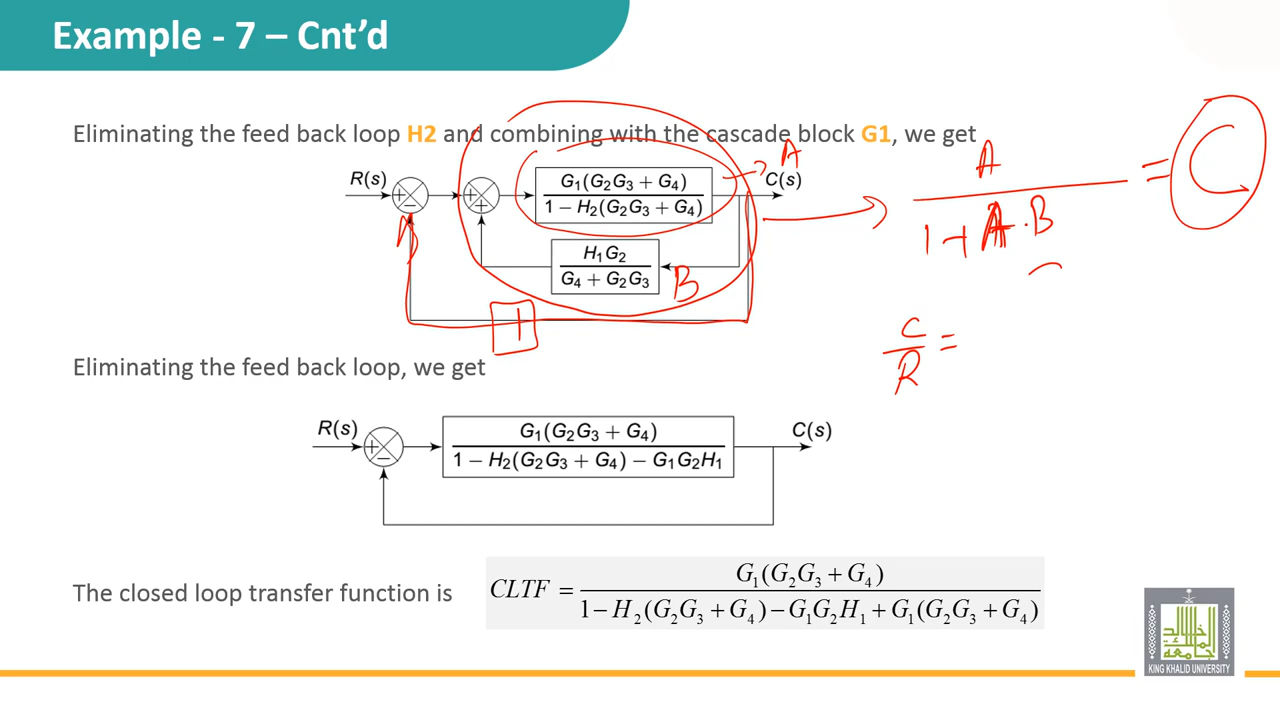 Example - 7 – Cnt’d
Eliminating the feed back loop H2 and combining with the cascade block G1, we get
R(s)
+
−
+
+
G₁(G₂G₃ + G₄)
1 − H₂(G₂G₃ + G₄)
A
C(s)
H₁G₂
G₄ + G₂G₃
B
1
A
1+A.B
= C
C
R
=
Eliminating the feed back loop, we get
R(s)
+
−
G₁(G₂G₃ + G₄)
1 − H₂(G₂G₃ + G₄) − G₁G₂H₁
C(s)
The closed loop transfer function is
CLTF =
G₁(G₂G₃ + G₄)
1 − H₂(G₂G₃ + G₄) − G₁G₂H₁ + G₁(G₂G₃ + G₄)
KING KHALID UNIVERSITY